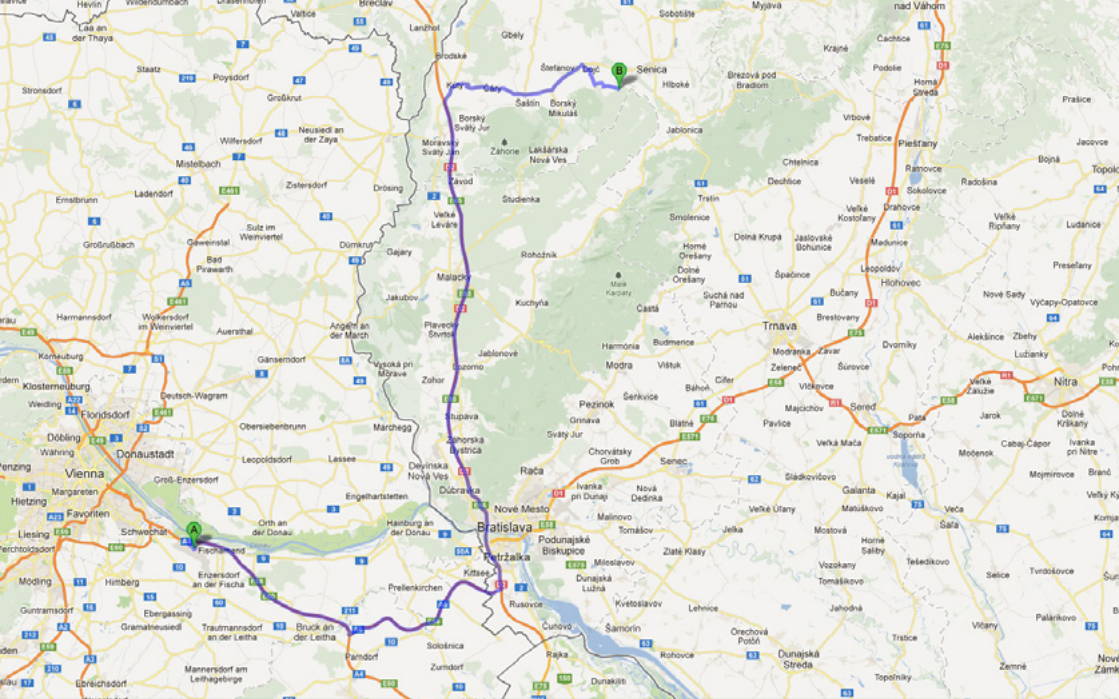 Hevlín
Valtice
Břeclav
Sobotište
Myjava
nad Váhom
Laa an
der Thaya
Lanžhot
Gbely
Krajné
Čachtice
Brodské
Staatz
Poysdorf
Štefanov
B
Senica
Podolie
Stronsdorf
Großkrut
Kúty
Čáry
Hlboké
Brezová pod
Bradlom
Horná
Streda
Prašice
Šaštín
Borský
Mikuláš
Neusiedl an
der Zaya
Borský
Svätý Jur
Vrbové
Wilfersdorf
Jablonica
Trebatice
Piešťany
Jacovce
Mistelbach
Moravský
Svätý Ján
Záhorie
Lakšárska
Nová Ves
Chtelnica
Ratnovce
Bojná
Ladendorf
Zistersdorf
Drösing
Závod
Dechtice
Veselé
Sokolovce
Radošina
Ernstbrunn
Studienka
Trstín
Drahovce
Veľké
Leváre
Smolenice
Veľké
Kostoľany
Veľké
Ripňany
Ludanice
Großrußbach
Gaweinstal
Sulz im
Weinviertel
Dürnkrut
Gajary
Rohožník
Horné
Orešany
Dolná Krupá
Jaslovské
Bohunice
Madunice
Bad
Pirawarth
Malacky
Malé
Karpaty
Dolné
Orešany
Špačince
Leopoldov
Hlohovec
Preseľany
Jakubov
Kuchyňa
Častá
Suchá nad
Parnou
Bučany
Nové Sady
Výčapy-Opatovce
Harmannsdorf
Wolkersdorf
im Weinviertel
Auersthal
Angern an
der March
Plavecký
Štvrtok
Brestovany
Trnava
Harmónia
Budmerice
Alekšince
Zbehy
Korneuburg
Gänserndorf
Vysoká pri
Morave
Lozorno
Jablonové
Modra
Vištuk
Modranka
Zavar
Dvorníky
Lužianky
Klosterneuburg
Deutsch-Wagram
Zohor
Báhoň
Cífer
Zeleneč
Šúrovce
Veľké
Zálužie
Nitra
Weidling
Floridsdorf
Stupava
Pezinok
Šenkvice
Vlčkovce
Majcichov
Sereď
Pata
Jarok
Dolné
Krškany
Döbling
Währing
Donaustadt
Obersiebenbrunn
Marchegg
Grinava
Blatné
Pavlice
Soporňa
Svätý Jur
Veľká Mača
Cabaj-Čápor
Ivanka
pri Nitre
Penzing
Leopoldsdorf
Lassee
Záhorská
Bystrica
Chorvátsky
Grob
Senec
Močenok
Vienna
Groß-Enzersdorf
Devínska
Nová Ves
Rača
Sládkovičovo
Mojmírovce
Branč
Margareten
Hietzing
Favoriten
Engelhartstetten
Dúbravka
Ivanka
pri Dunaji
Nová
Dedinka
Galanta
Kajal
Nové Mesto
Veľké Úľany
Matúškovo
Veča
Šaľa
Liesing
Perchtoldsdorf
Schwechat
A
Orth an
der Donau
Hainburg an
der Donau
Bratislava
Malinovo
Tomášov
Jelka
Mostová
Fischamend
Podunajské
Biskupice
Zlaté Klasy
Horné
Saliby
Petržalka
Mödling
Himberg
Enzersdorf
an der Fischa
Prellenkirchen
Kittsee
Miloslavov
Vozokany
Tomášikovo
Tešedíkovo
Selice
Tvrdošovce
Dunajská
Lužná
Guntramsdorf
Ebergassing
Gramatneusiedl
Trautmannsdorf
an der Leitha
Bruck an
der Leitha
Rusovce
Kvetoslavov
Lehnice
Jahodná
Palárikovo
Čunovo
Šamorín
Orechová
Potôň
Vlčany
Sološnica
Rajka
Rohovce
Dunajská
Streda
Trstice
Mannersdorf am
Leithagebirge
Parndorf
Zurndorf
Dunakiliti
Topoľníky
Zemné
Nové
Zám
Ebreichsdorf